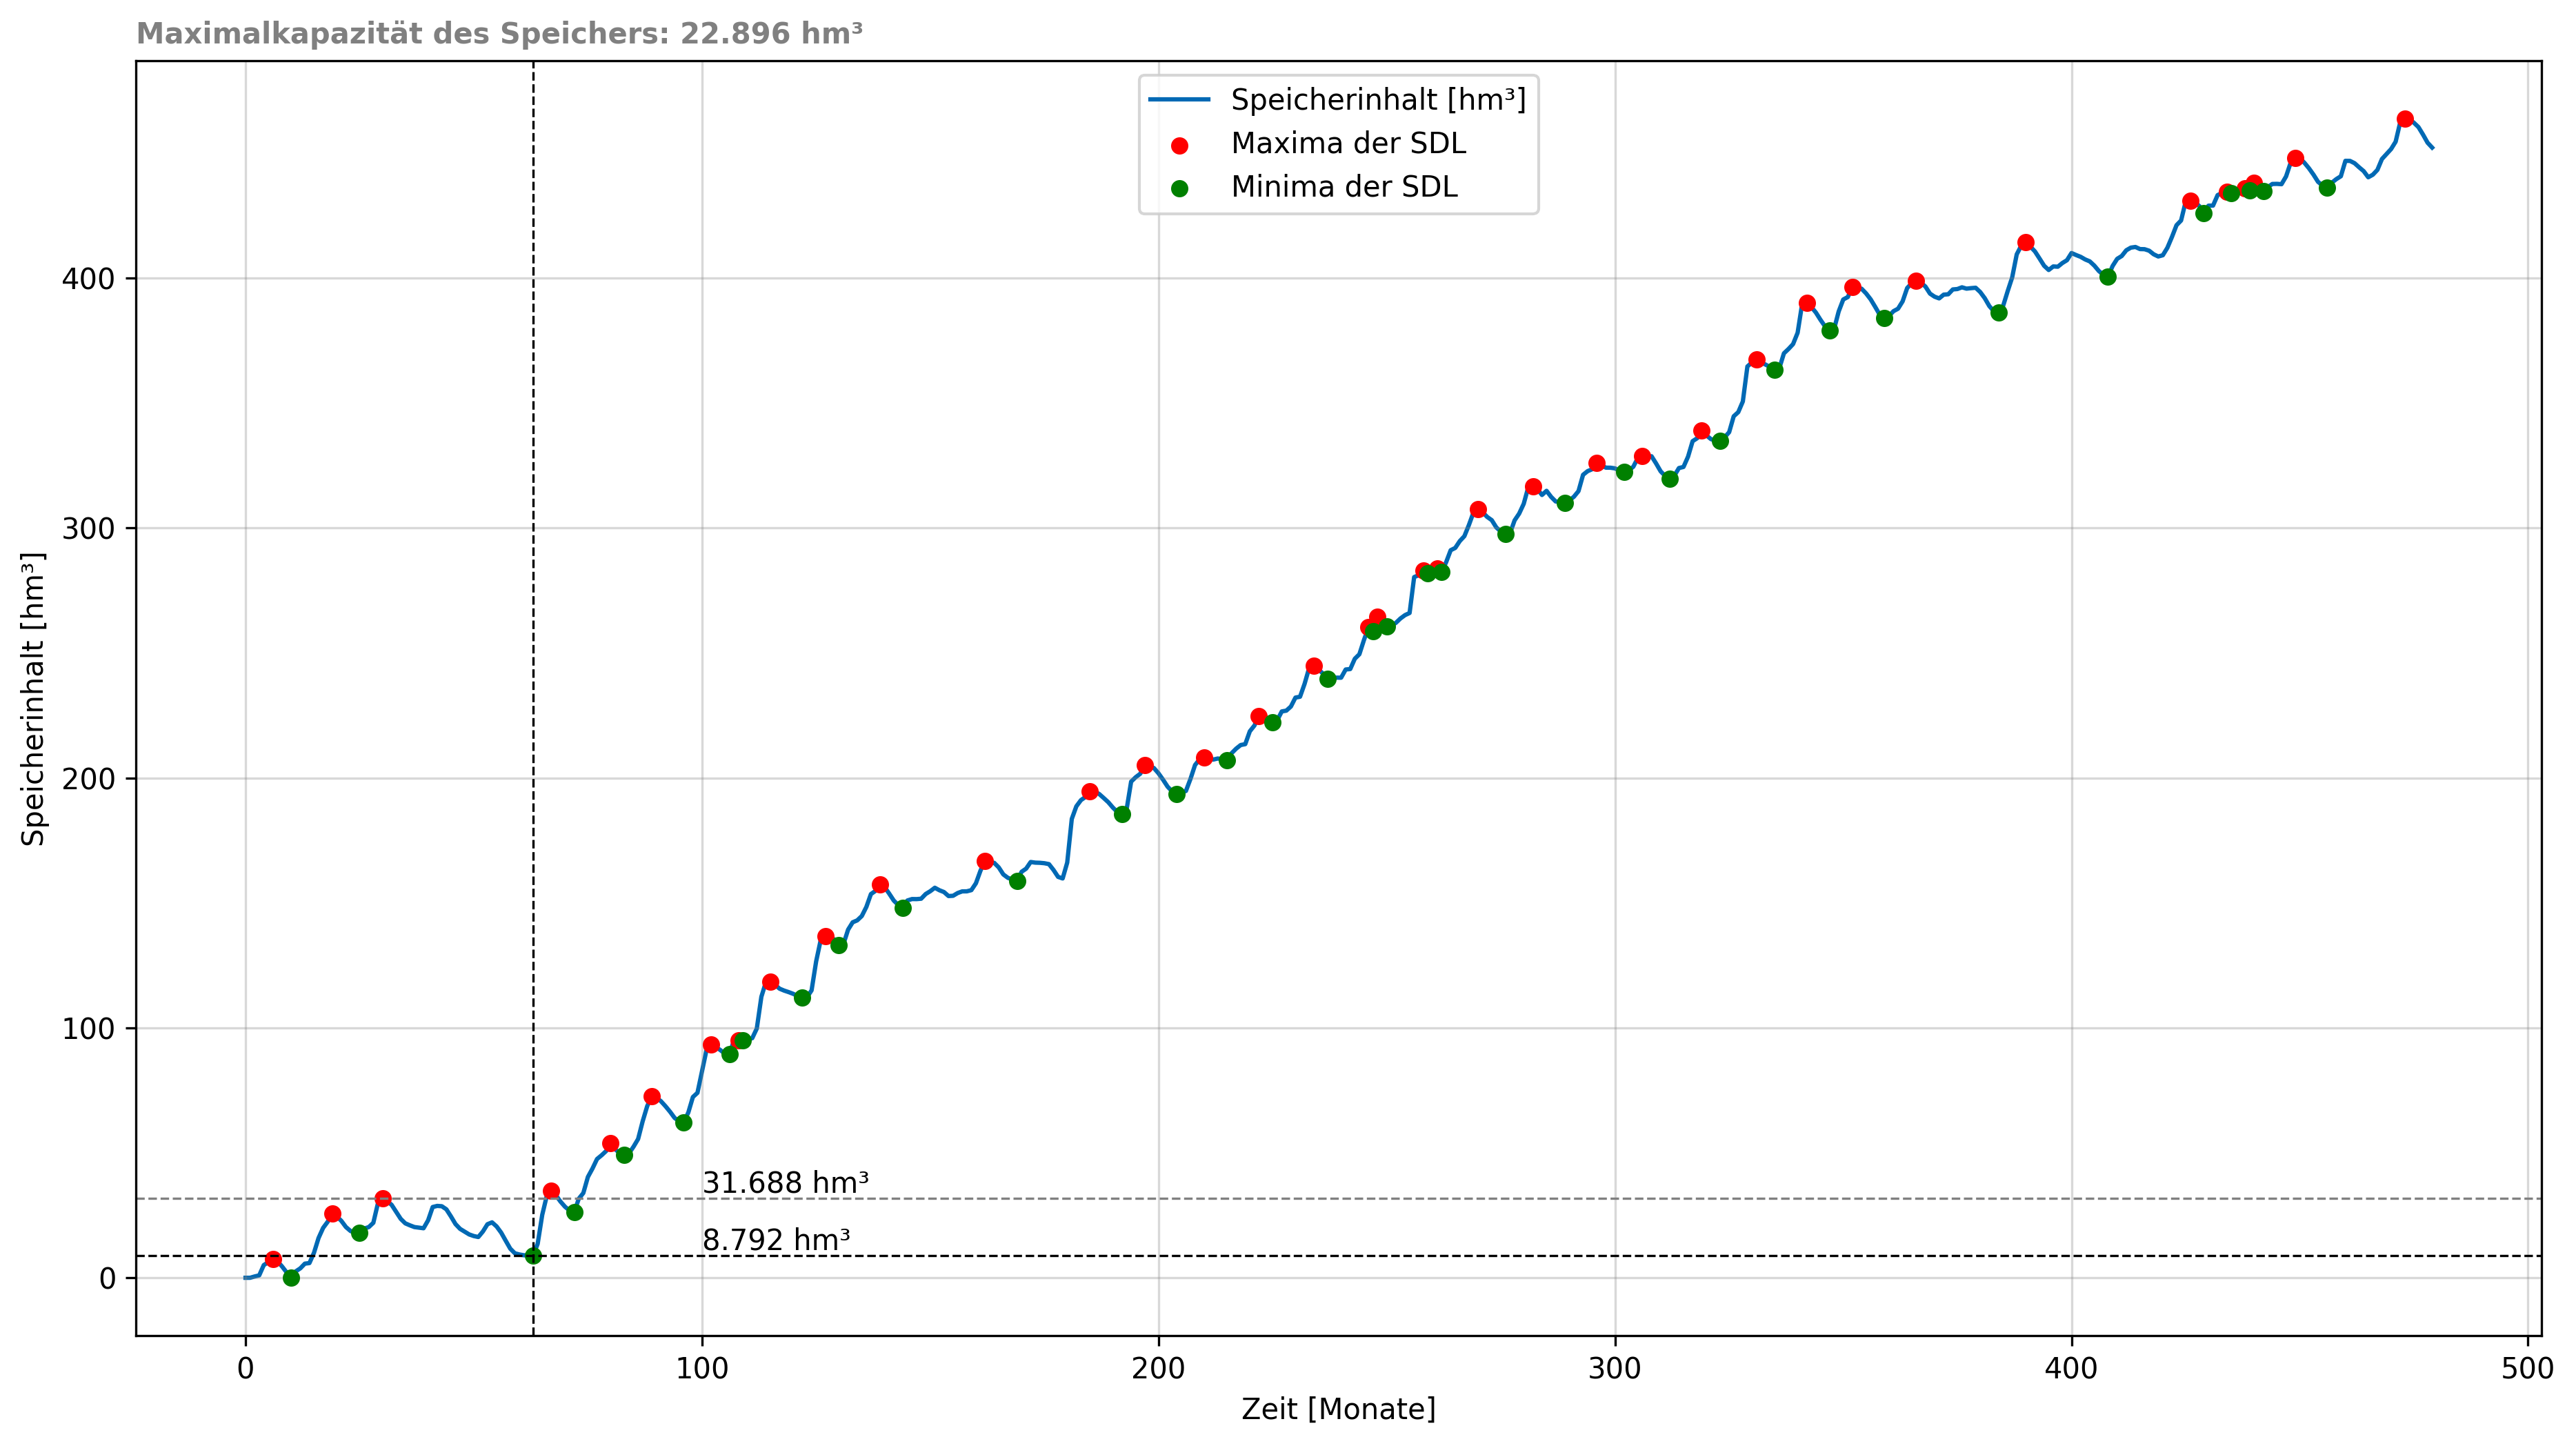 Maximalkapazität des Speichers: 22.896 hm³
Speicherinhalt [hm³]
Maxima der SDL
Minima der SDL
400
300
200
100
0
Speicherinhalt [hm³]
31.688 hm³
8.792 hm³
0
100
200
300
400
500
Zeit [Monate]